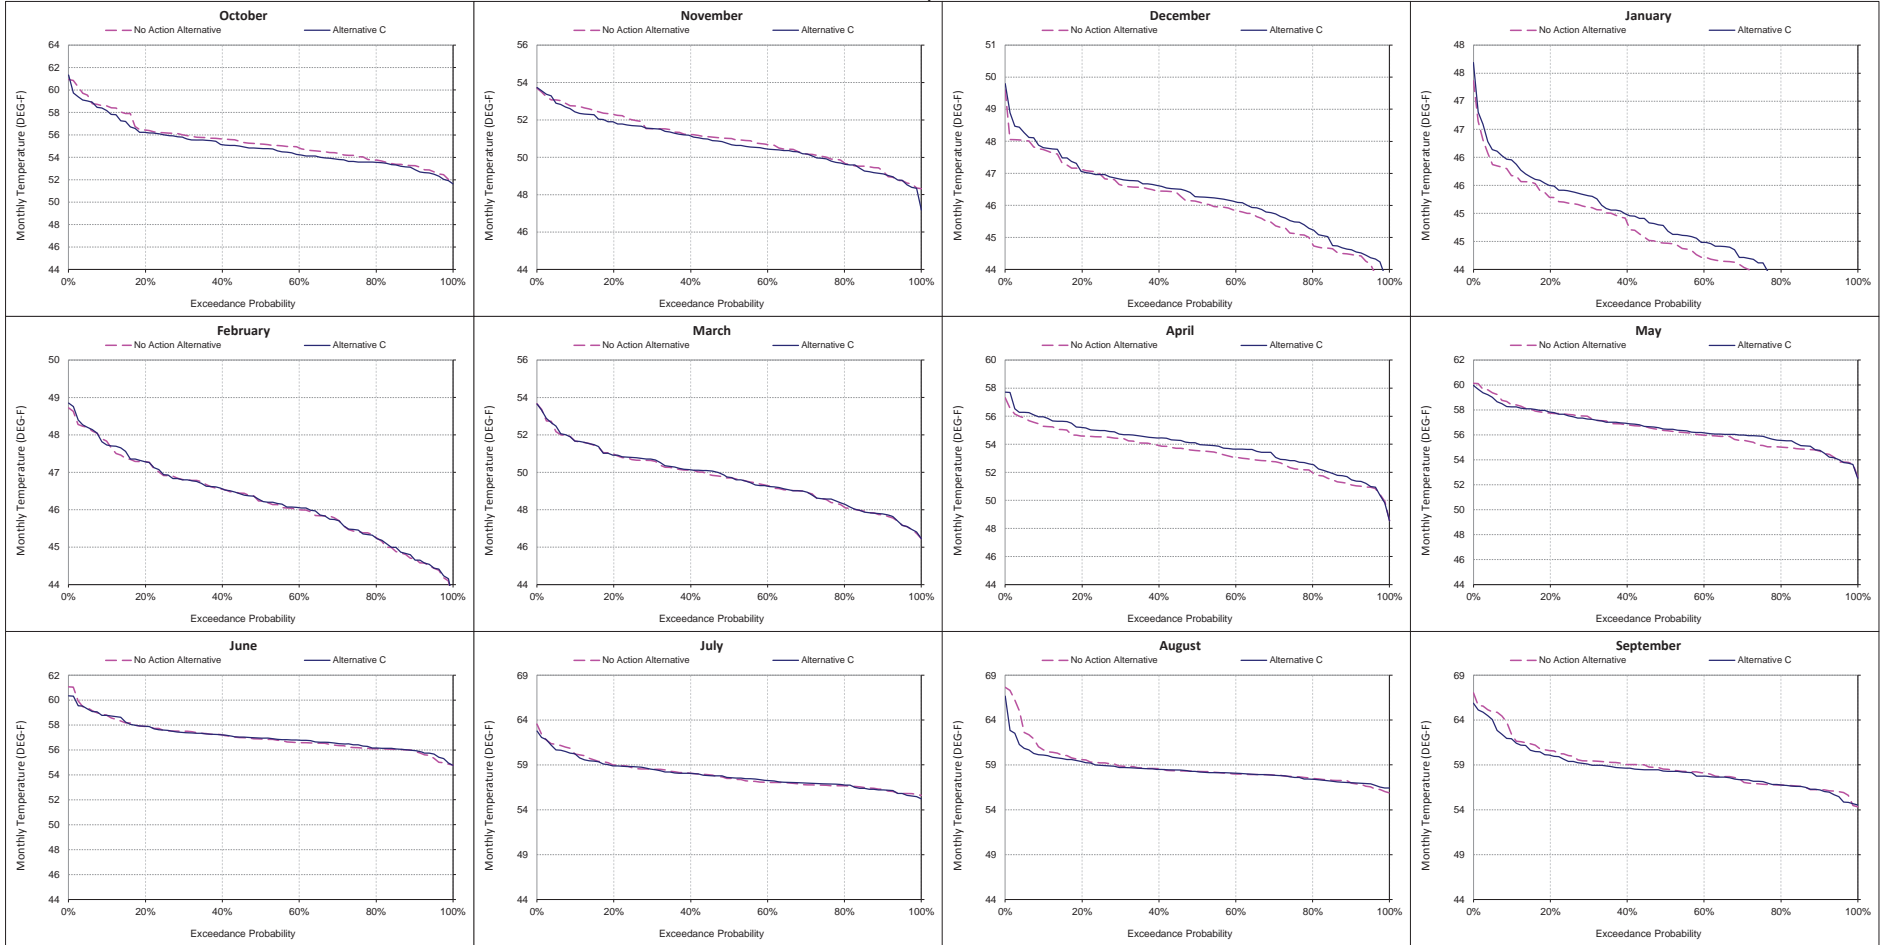 October
No Action Alternative Alternative C
Monthly Temperature (DEG-F)
64
62
60
58
56
54
52
50
48
46
44
0% 20% 40% 60% 80% 100%
Exceedance Probability
November
No Action Alternative Alternative C
Monthly Temperature (DEG-F)
56
54
52
50
48
46
44
0% 20% 40% 60% 80% 100%
Exceedance Probability
December
No Action Alternative Alternative C
Monthly Temperature (DEG-F)
51
50
49
48
47
46
45
44
0% 20% 40% 60% 80% 100%
Exceedance Probability
January
No Action Alternative Alternative C
Monthly Temperature (DEG-F)
48
48
47
47
46
46
45
45
44
0% 20% 40% 60% 80% 100%
Exceedance Probability
February
No Action Alternative Alternative C
Monthly Temperature (DEG-F)
50
49
48
47
46
45
44
0% 20% 40% 60% 80% 100%
Exceedance Probability
March
No Action Alternative Alternative C
Monthly Temperature (DEG-F)
56
54
52
50
48
46
44
0% 20% 40% 60% 80% 100%
Exceedance Probability
April
No Action Alternative Alternative C
Monthly Temperature (DEG-F)
60
58
56
54
52
50
48
46
44
0% 20% 40% 60% 80% 100%
Exceedance Probability
May
No Action Alternative Alternative C
Monthly Temperature (DEG-F)
62
60
58
56
54
52
50
48
46
44
0% 20% 40% 60% 80% 100%
Exceedance Probability
June
No Action Alternative Alternative C
Monthly Temperature (DEG-F)
62
60
58
56
54
52
50
48
46
44
0% 20% 40% 60% 80% 100%
Exceedance Probability
July
No Action Alternative Alternative C
Monthly Temperature (DEG-F)
69
64
59
54
49
44
0% 20% 40% 60% 80% 100%
Exceedance Probability
August
No Action Alternative Alternative C
Monthly Temperature (DEG-F)
69
64
59
54
49
44
0% 20% 40% 60% 80% 100%
Exceedance Probability
September
No Action Alternative Alternative C
Monthly Temperature (DEG-F)
69
64
59
54
49
44
0% 20% 40% 60% 80% 100%
Exceedance Probability